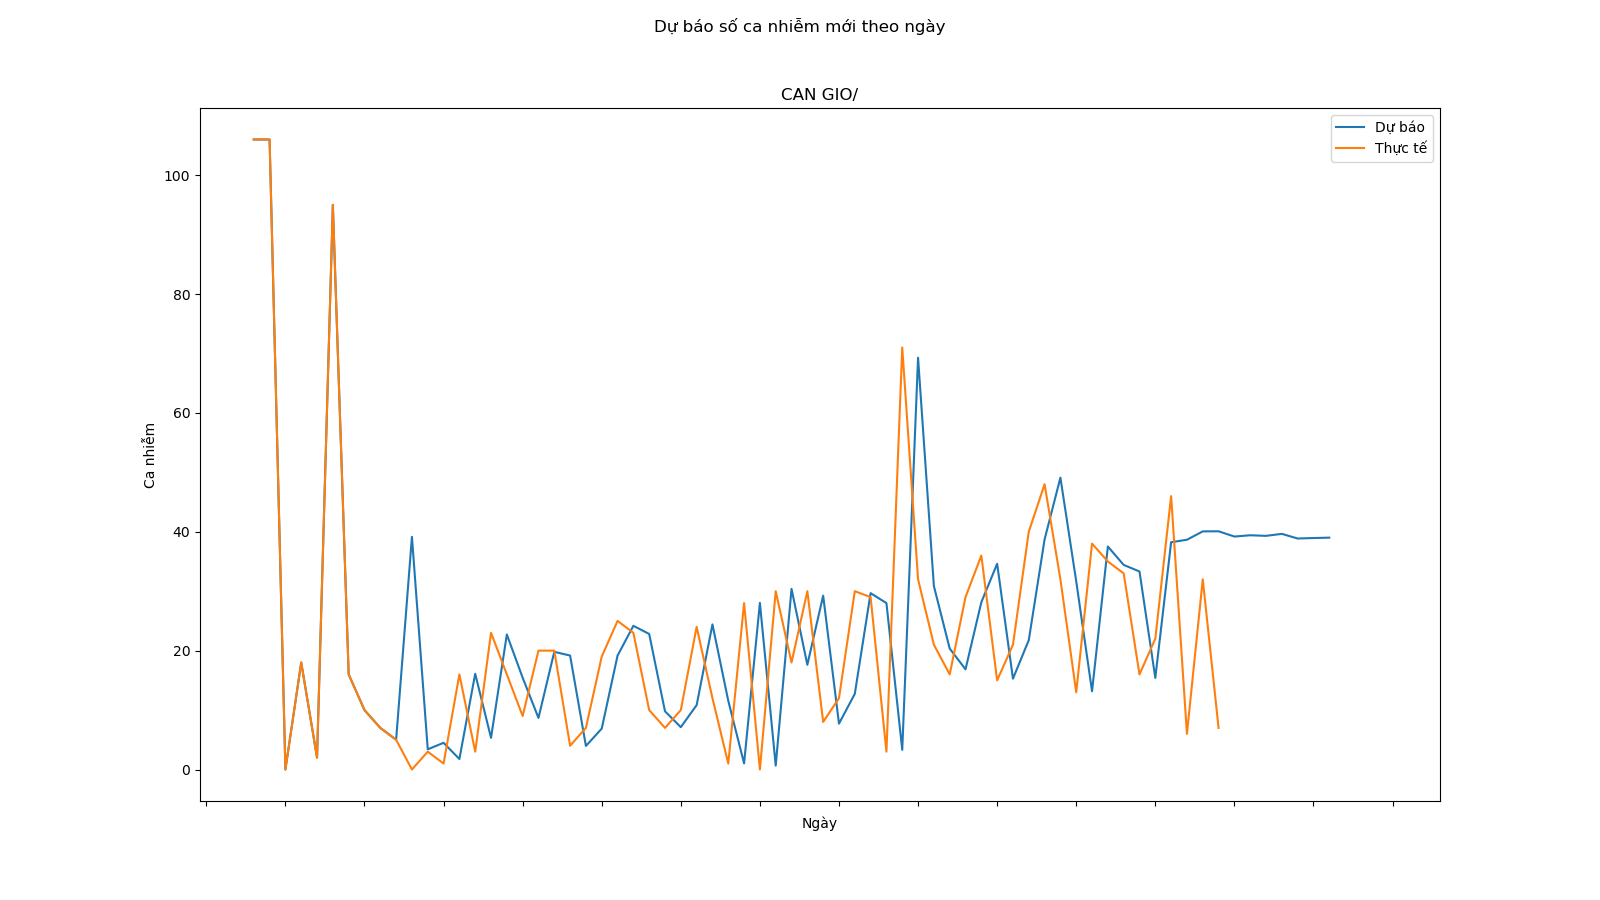 Dự báo số ca nhiễm mới theo ngày
CAN GIO/
Dự báo
Thực tế
100
80
60
40
20
0
Ca nhiễm
Ngày